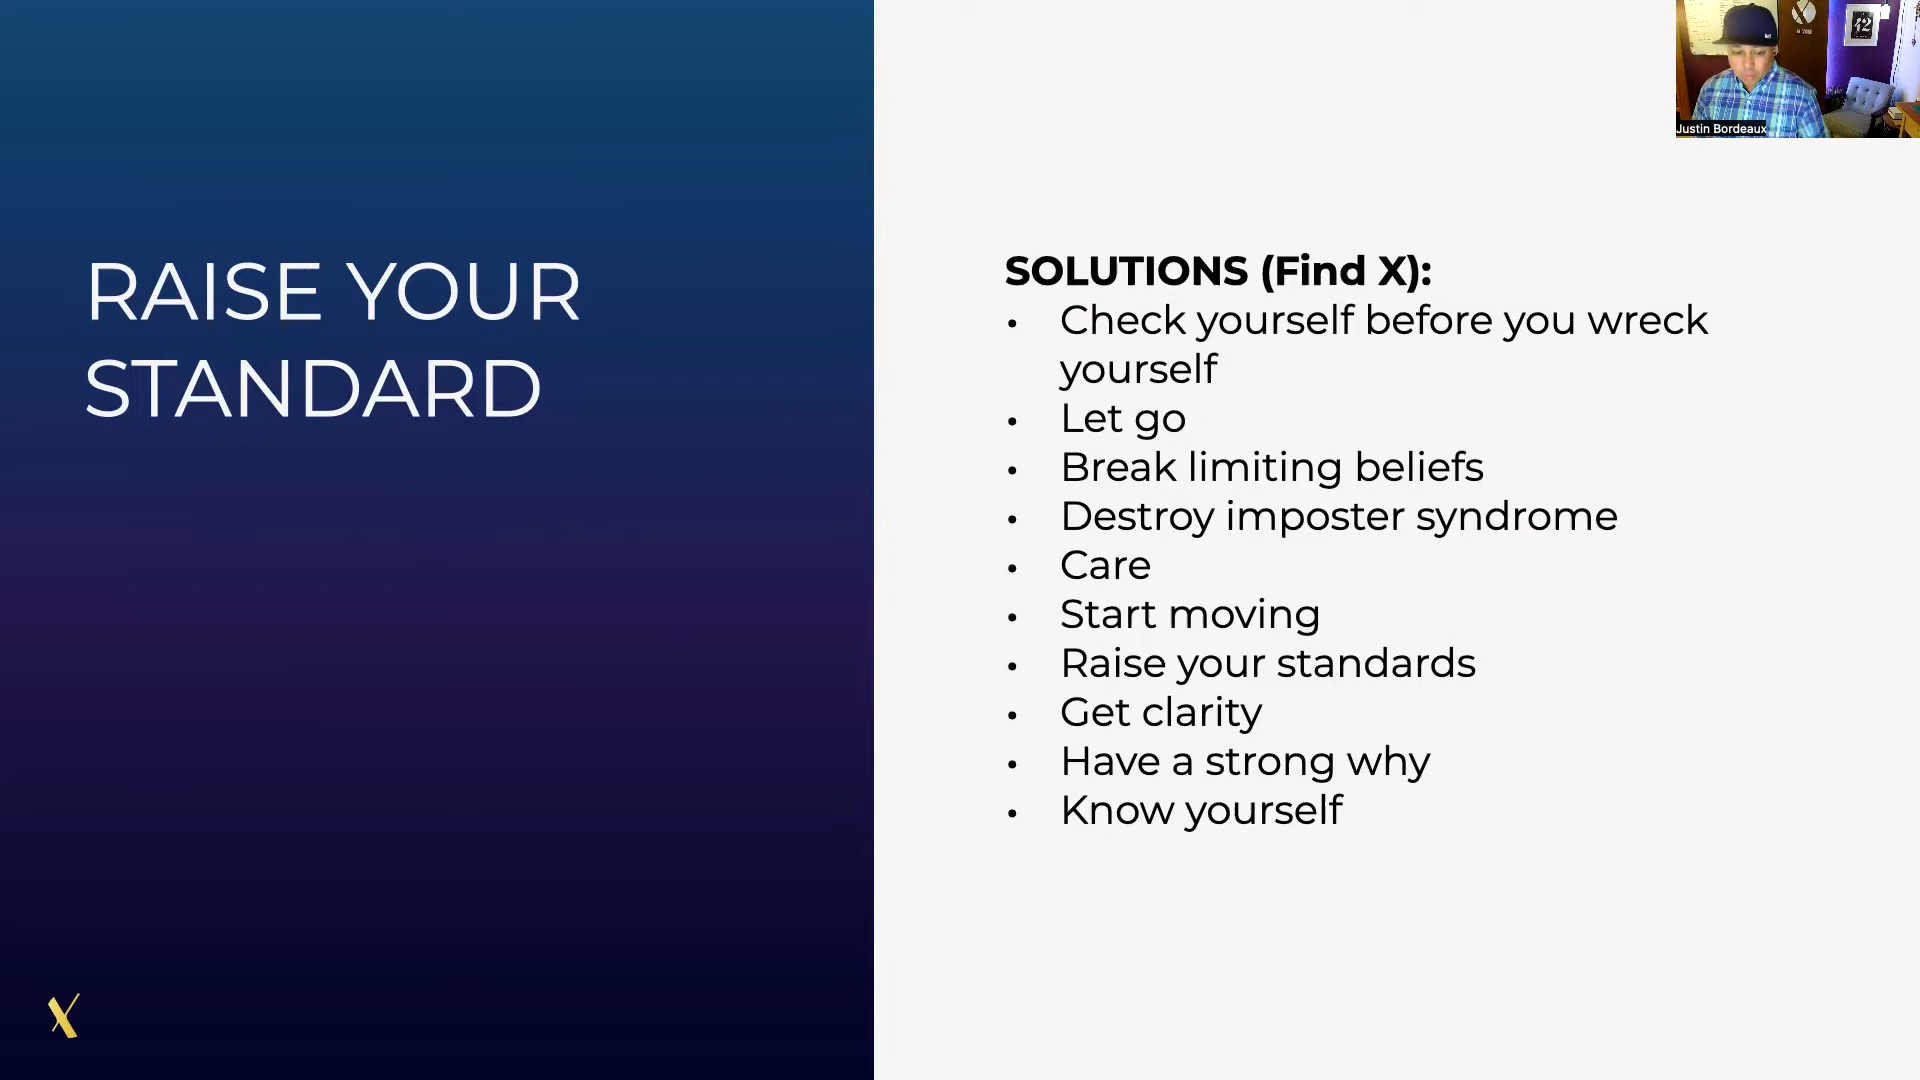 Justin Bordeaux
RAISE YOUR
STANDARD
SOLUTIONS (Find X):
• Check yourself before you wreck
yourself
• Let go
• Break limiting beliefs
• Destroy imposter syndrome
• Care
• Start moving
• Raise your standards
• Get clarity
• Have a strong why
• Know yourself
X
42